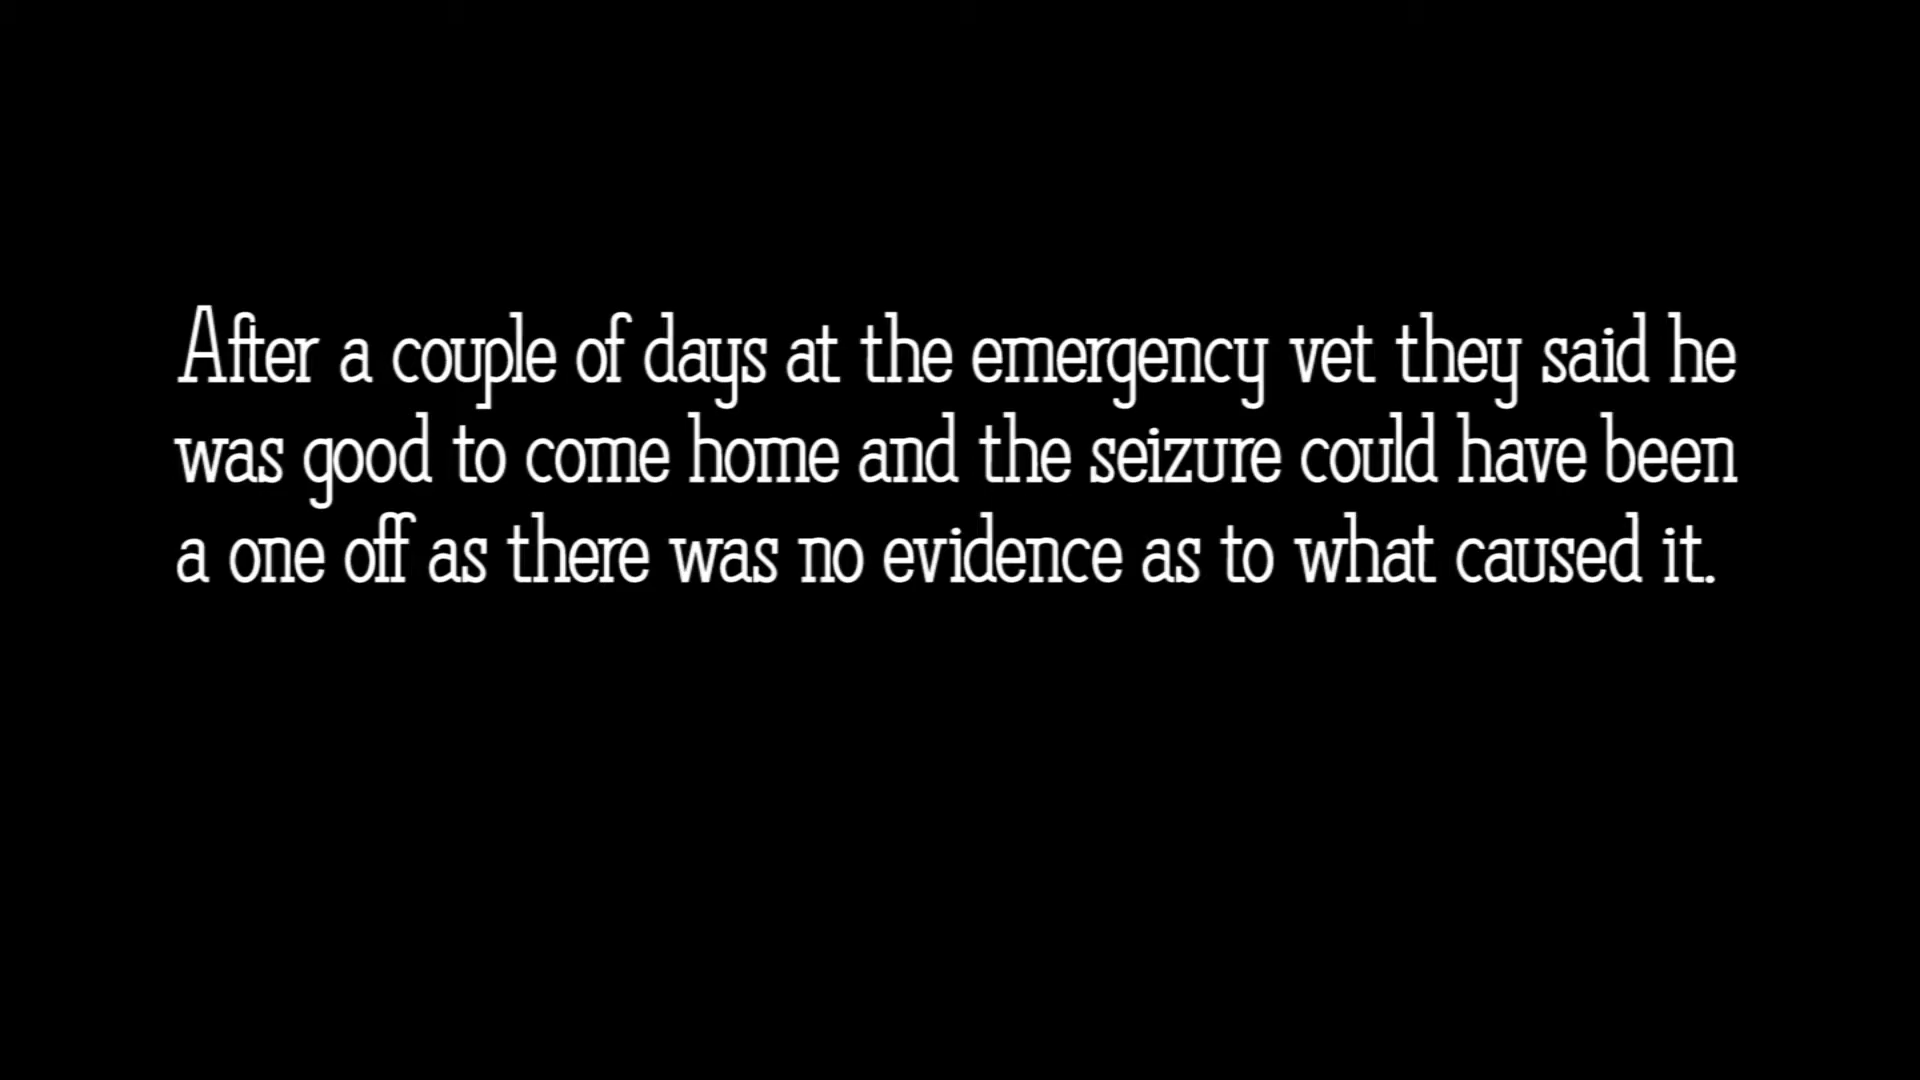 After a couple of days at the emergency vet they said he
was good to come home and the seizure could have been
a one off as there was no evidence as to what caused it.